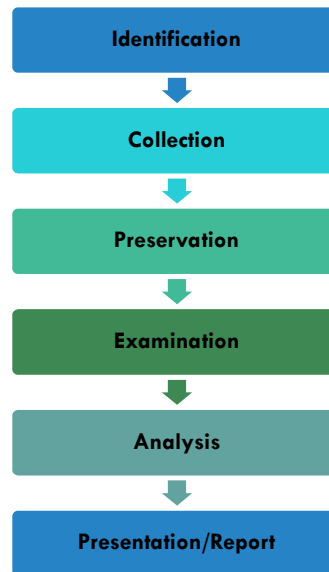 Identification
Collection
Preservation
Examination
Analysis
Presentation/Report